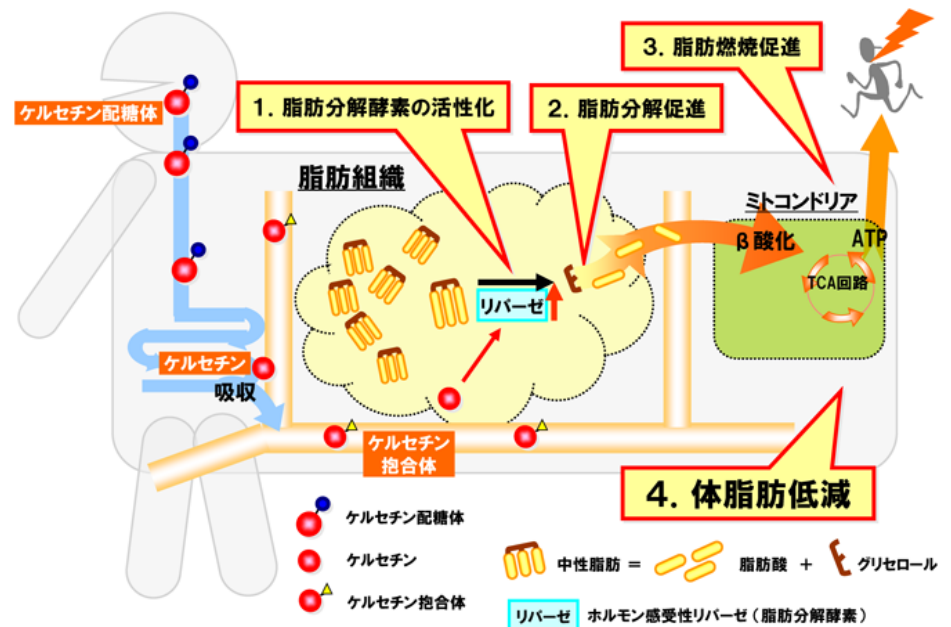 3. 脂肪燃焼促進
1. 脂肪分解酵素の活性化
2. 脂肪分解促進
ケルセチン配糖体
脂肪組織
ミトコンドリア
β酸化
ATP
TCA回路
リパーゼ
ケルセチン
吸収
ケルセチン
抱合体
4. 体脂肪低減
ケルセチン配糖体
ケルセチン
ケルセチン抱合体
中性脂肪 = 脂肪酸 + グリセロール
リパーゼ ホルモン感受性リパーゼ(脂肪分解酵素)